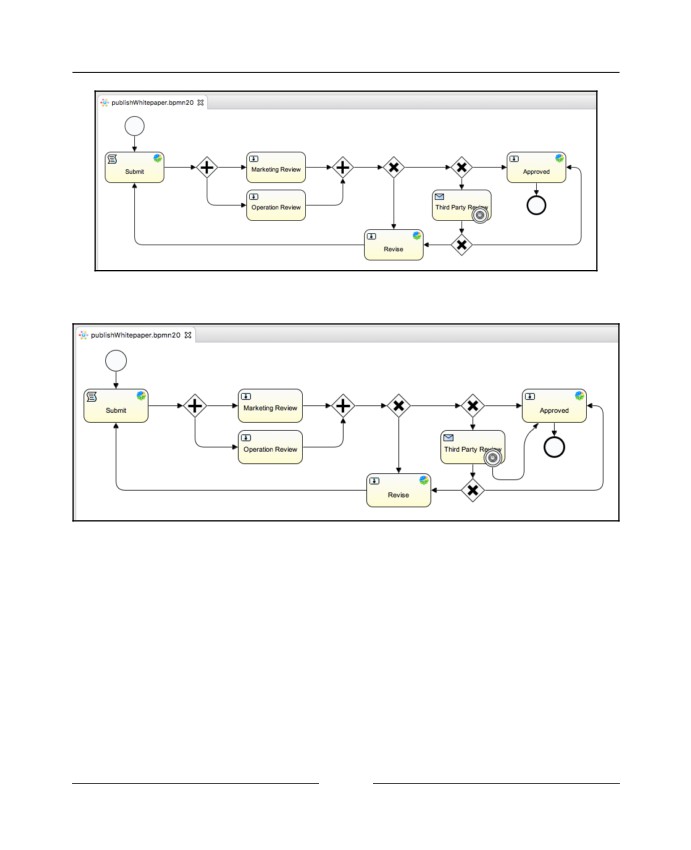 publishWhitepaper.bpmn20
Submit
Marketing Review
Operation Review
Third Party Review
Approved
Revise
publishWhitepaper.bpmn20
Submit
Marketing Review
Operation Review
Third Party Review
Approved
Revise